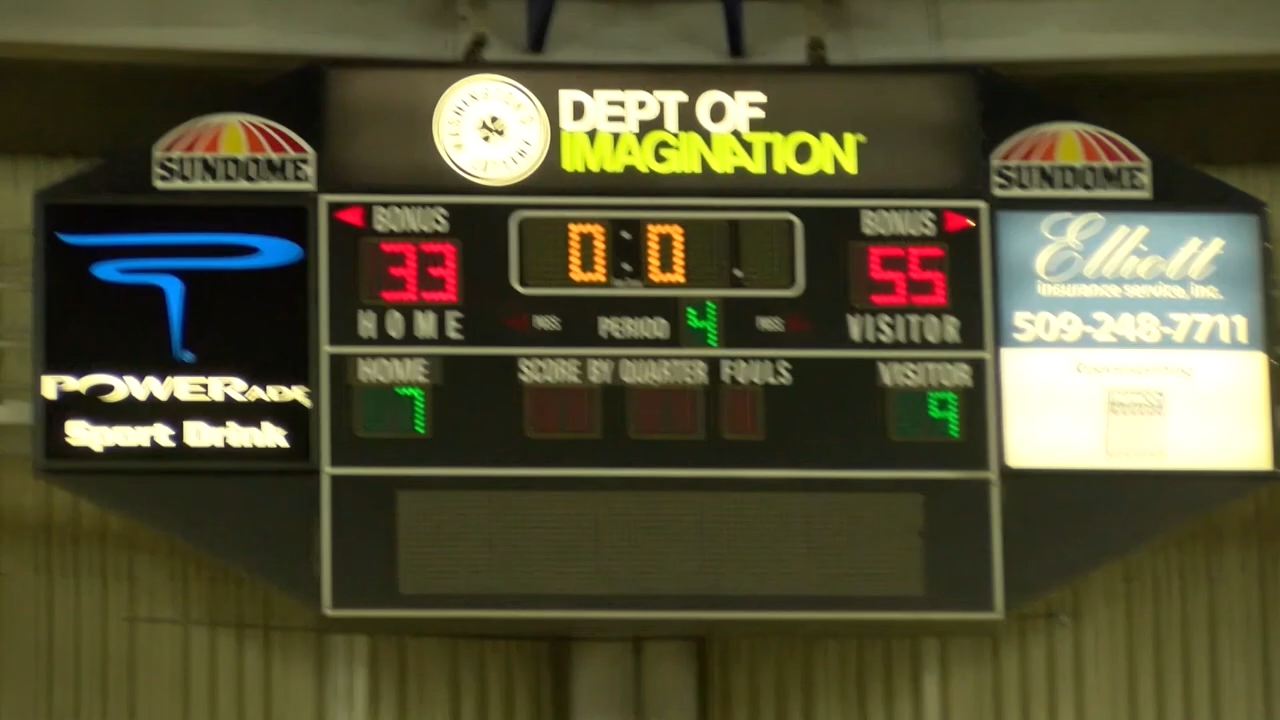 DEPT OF
IMAGINATION
SUNDOME
SUNDOME
BONUS
BONUS
33
0:0
55
HOME
PERIOD 4
VISITOR
HOME
SCORE BY QUARTER FOULS
VISITOR
7
9
POWERADE
Sport Drink
Elliott
insurance service, inc.
509-248-7711